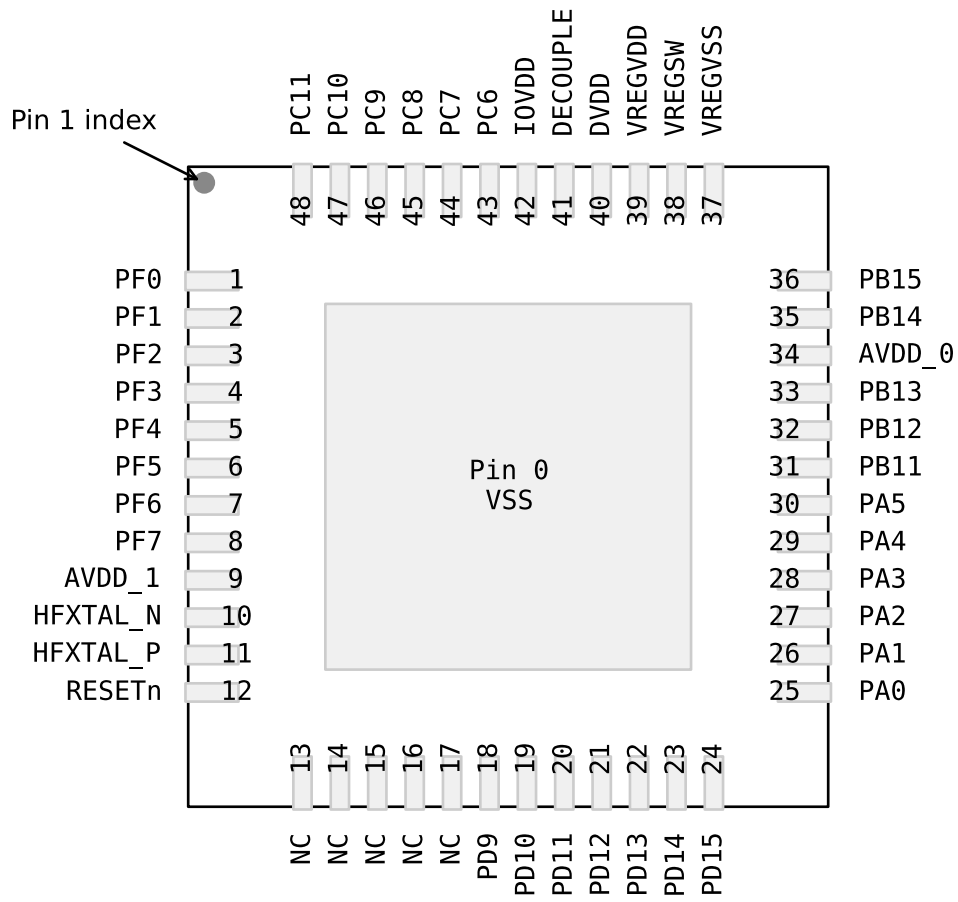 PC11 PC10 PC9 PC8 PC7 PC6 IOVDD DECOUPLE DVDD VREGVDD VREGSW VREGVSS
Pin 1 index
48 47 46 45 44 43 42 41 40 39 38 37
PF0 1 36 PB15
PF1 2 35 PB14
PF2 3 34 AVDD_0
PF3 4 33 PB13
PF4 5 32 PB12
PF5 6 31 PB11
Pin 0
VSS
PF6 7 30 PA5
PF7 8 29 PA4
AVDD_1 9 28 PA3
HFXTAL_N 10 27 PA2
HFXTAL_P 11 26 PA1
RESETn 12 25 PA0
13 14 15 16 17 18 19 20 21 22 23 24
NC NC NC NC NC PD9 PD10 PD11 PD12 PD13 PD14 PD15